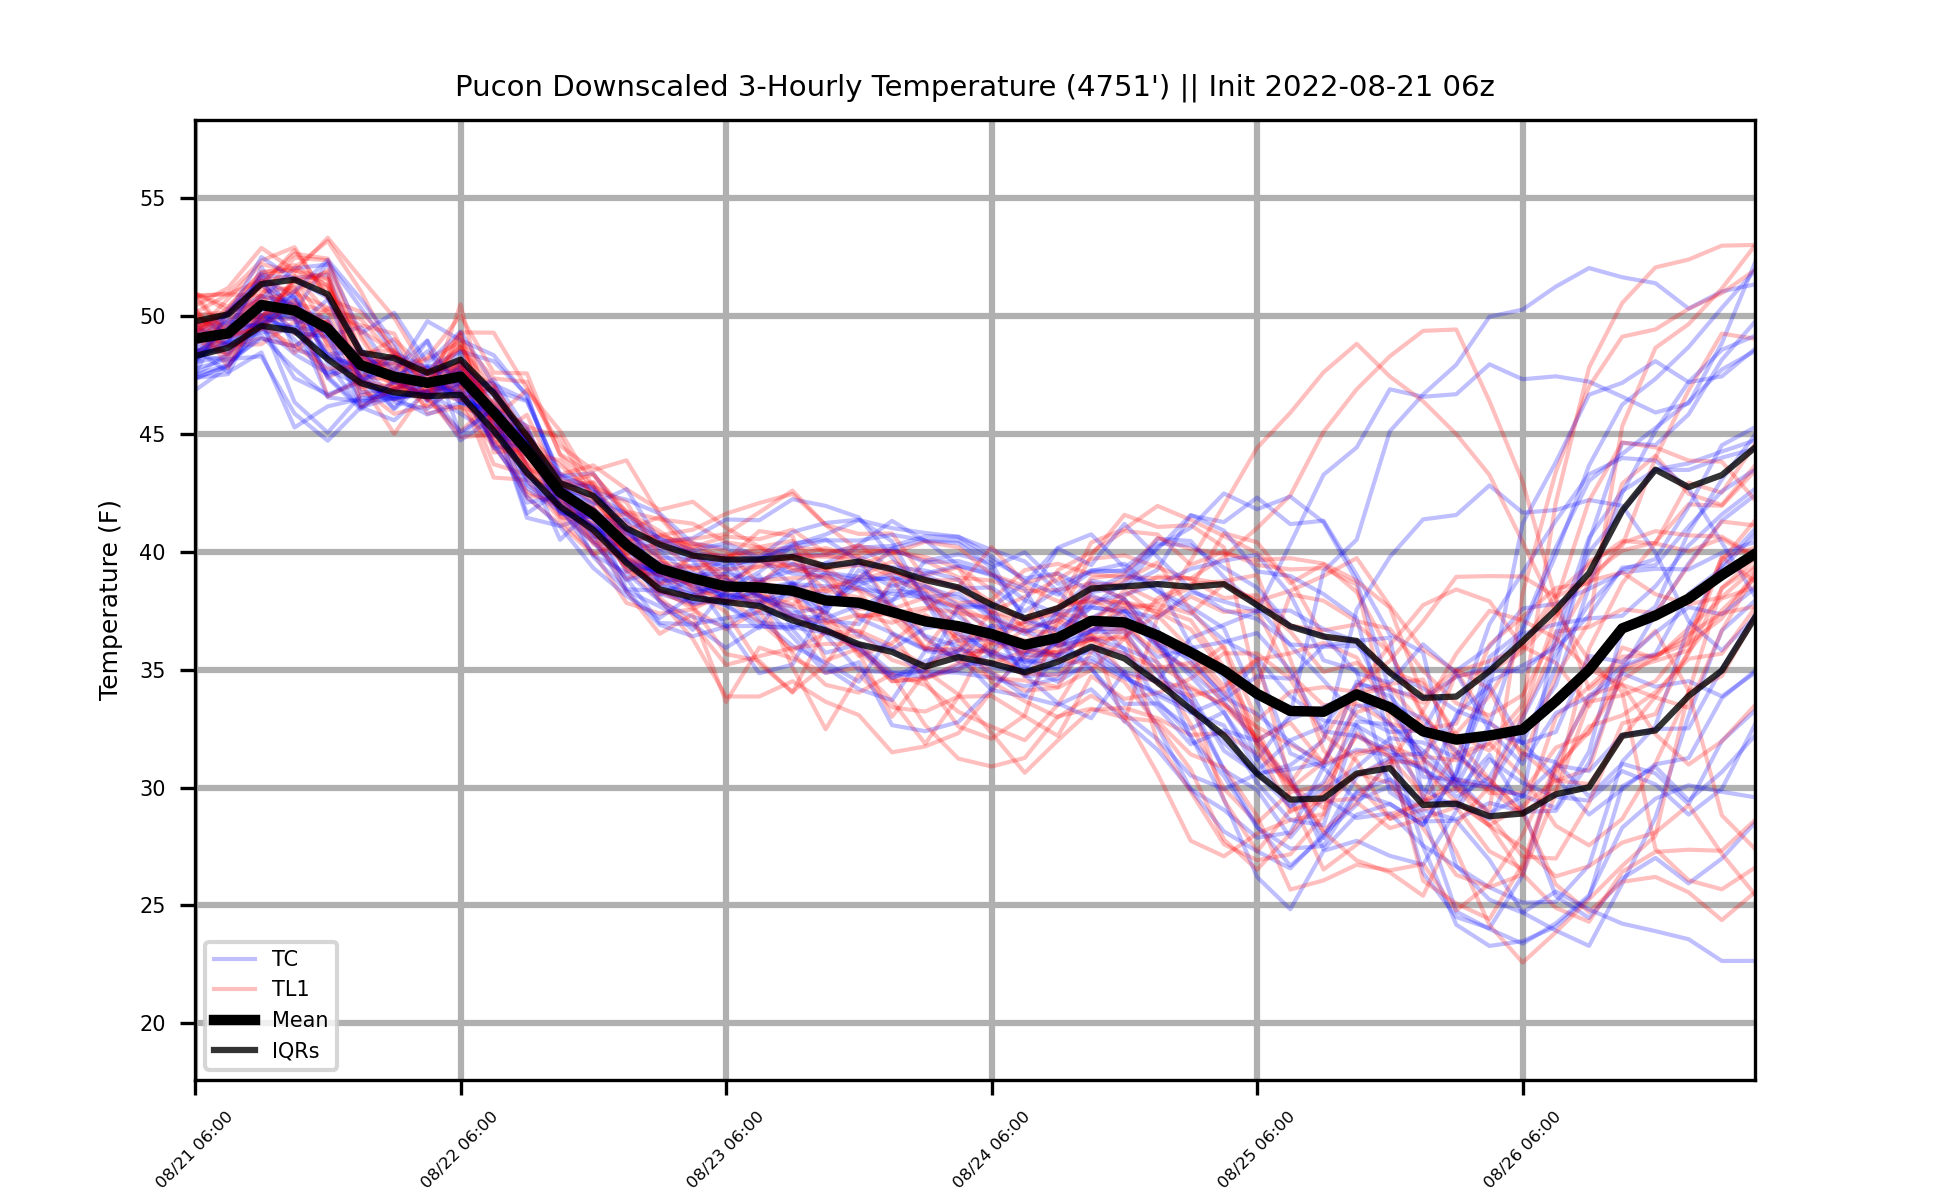 Pucon Downscaled 3-Hourly Temperature (4751') || Init 2022-08-21 06z
Temperature (F)
55
50
45
40
35
30
25
20
TC
TL1
Mean
IQRs
08/21 06:00
08/22 06:00
08/23 06:00
08/24 06:00
08/25 06:00
08/26 06:00